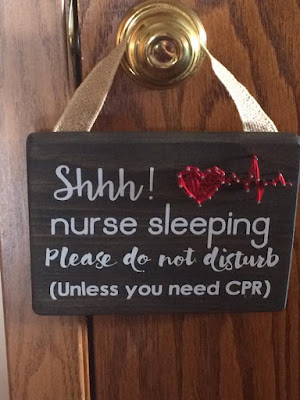 Shhh!
nurse sleeping
Please do not disturb
(Unless you need CPR)